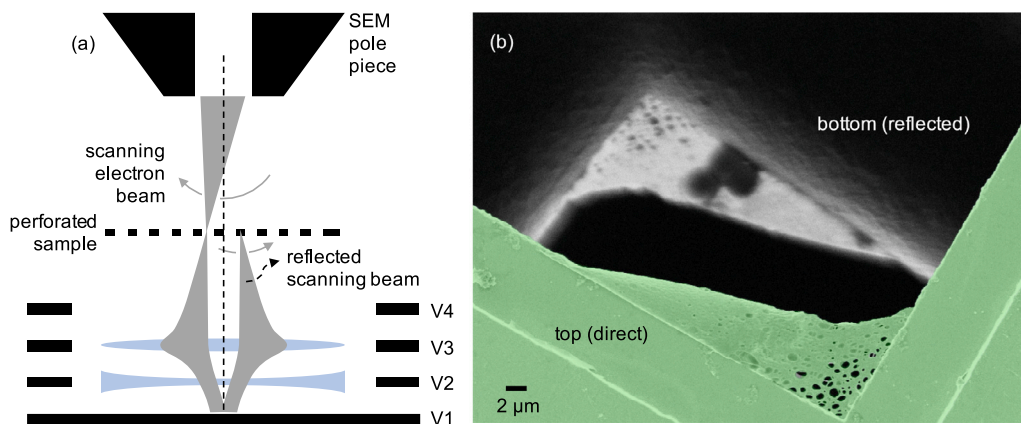 (a)
SEM
pole
piece
scanning
electron
beam
perforated
sample
reflected
scanning beam
V4
V3
V2
V1
(b)
bottom (reflected)
top (direct)
2 μm